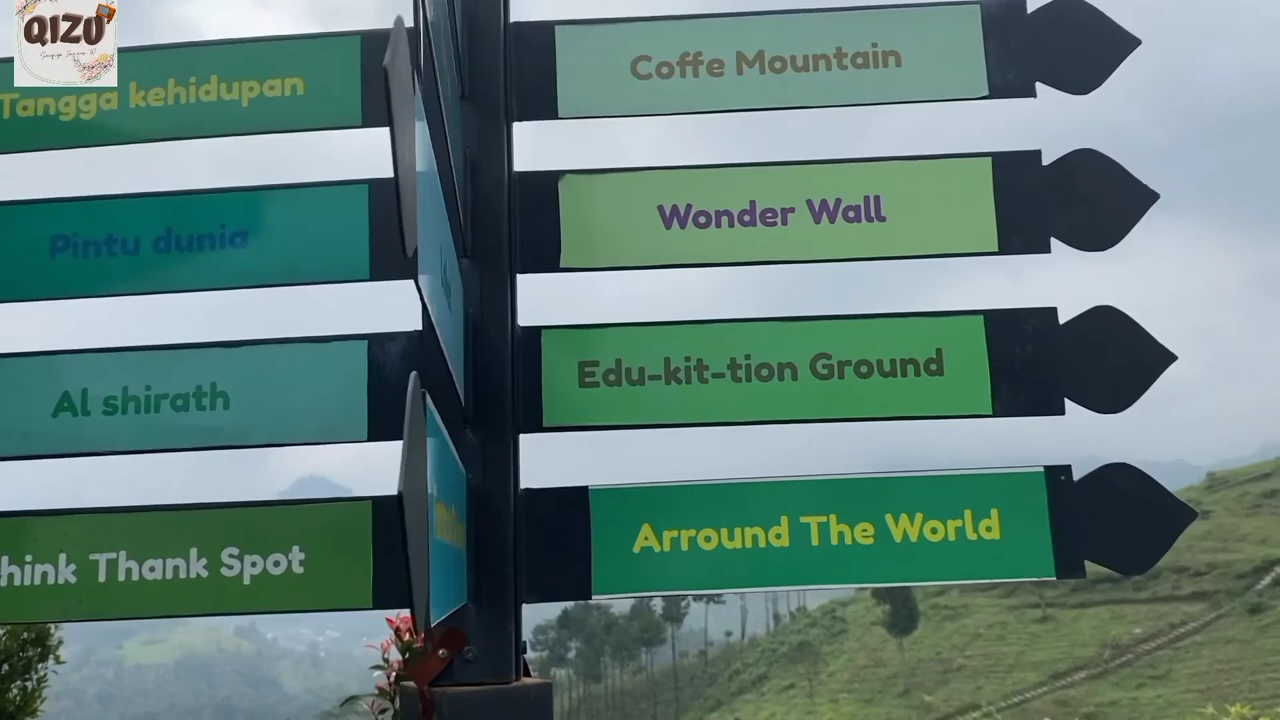 QIZU
Tangga kehidupan
Pintu dunia
Al shirath
hink Thank Spot
Coffe Mountain
Wonder Wall
Edu-kit-tion Ground
Arround The World